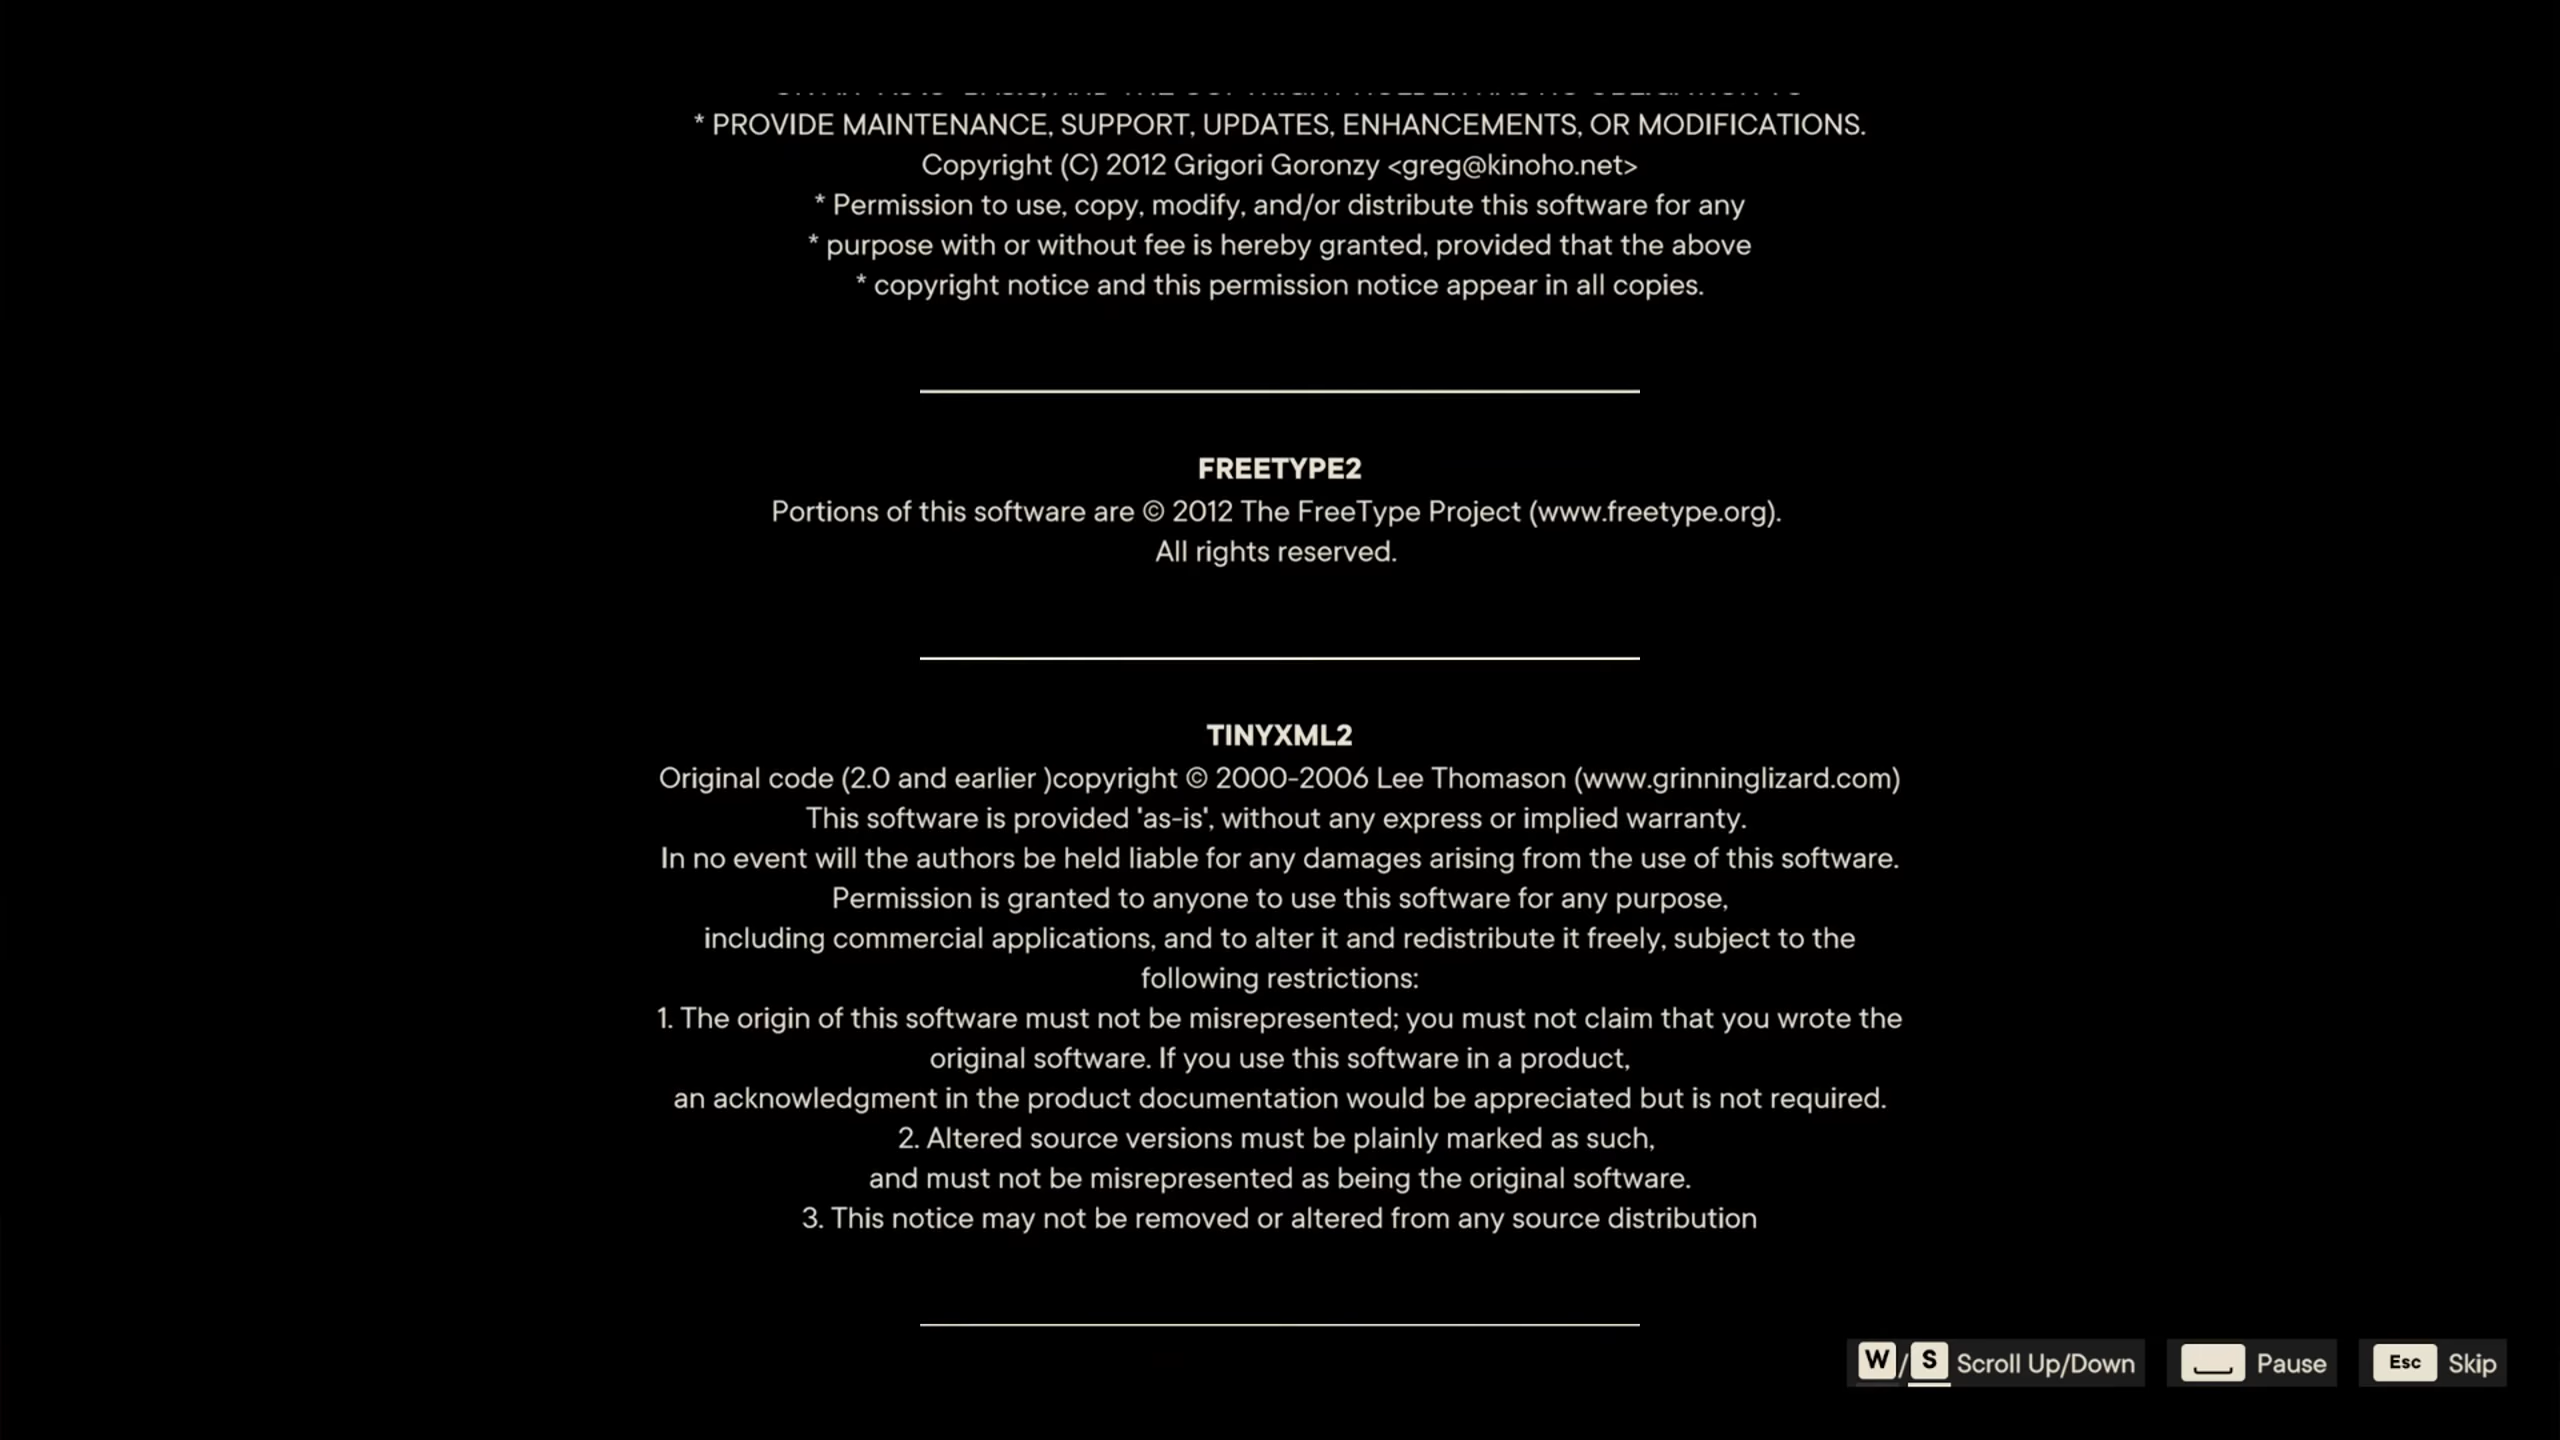 * PROVIDE MAINTENANCE, SUPPORT, UPDATES, ENHANCEMENTS, OR MODIFICATIONS.
Copyright (C) 2012 Grigori Goronzy <greg@kinoho.net>
* Permission to use, copy, modify, and/or distribute this software for any
* purpose with or without fee is hereby granted, provided that the above
* copyright notice and this permission notice appear in all copies.
FREETYPE2
Portions of this software are © 2012 The FreeType Project (www.freetype.org).
All rights reserved.
TINYXML2
Original code (2.0 and earlier )copyright © 2000-2006 Lee Thomason (www.grinninglizard.com)
This software is provided 'as-is', without any express or implied warranty.
In no event will the authors be held liable for any damages arising from the use of this software.
Permission is granted to anyone to use this software for any purpose,
including commercial applications, and to alter it and redistribute it freely, subject to the
following restrictions:
1. The origin of this software must not be misrepresented; you must not claim that you wrote the
original software. If you use this software in a product,
an acknowledgment in the product documentation would be appreciated but is not required.
2. Altered source versions must be plainly marked as such,
and must not be misrepresented as being the original software.
3. This notice may not be removed or altered from any source distribution
W/S Scroll Up/Down Pause Esc Skip